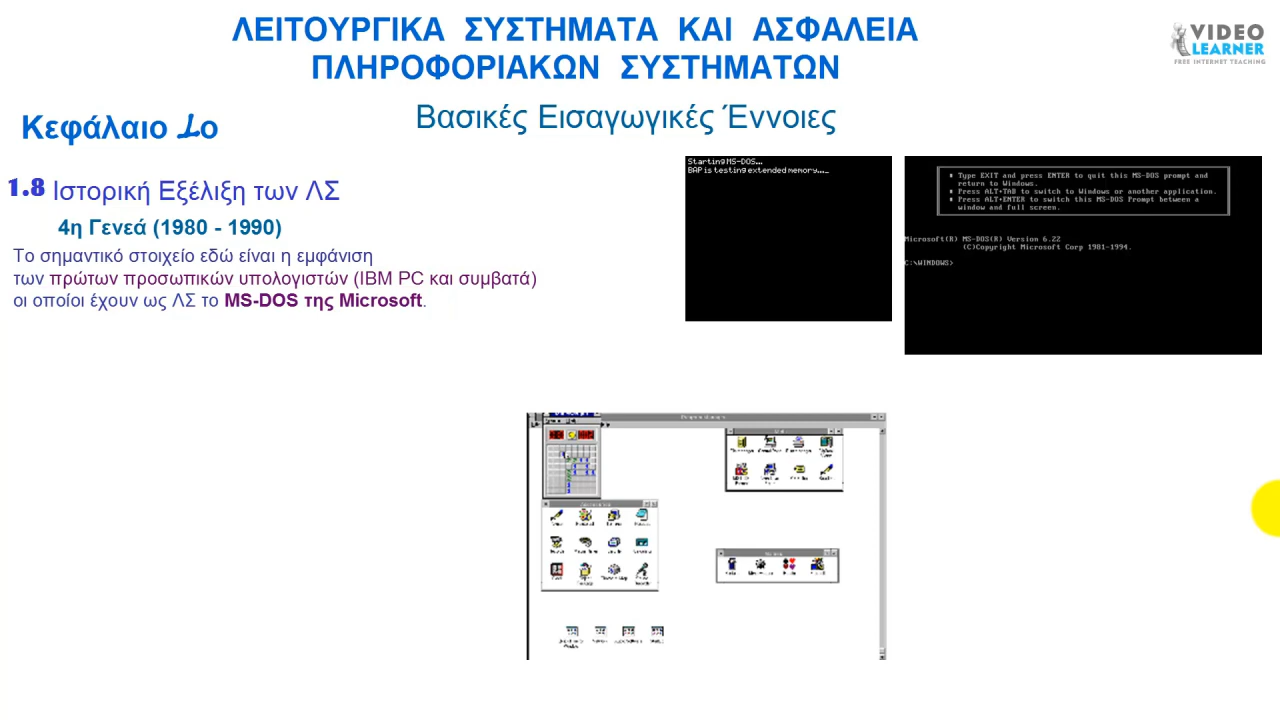 ΛΕΙΤΟΥΡΓΙΚΑ ΣΥΣΤΗΜΑΤΑ ΚΑΙ ΑΣΦΑΛΕΙΑ
ΠΛΗΡΟΦΟΡΙΑΚΩΝ ΣΥΣΤΗΜΑΤΩΝ
VIDEO
LEARNER
FREE INTERNET TEACHING
Βασικές Εισαγωγικές Έννοιες
Κεφάλαιο 1ο
1.8 Ιστορική Εξέλιξη των ΛΣ
4η Γενεά (1980 - 1990)
Το σημαντικό στοιχείο εδώ είναι η εμφάνιση
των πρώτων προσωπικών υπολογιστών (IBM PC και συμβατά)
οι οποίοι έχουν ως ΛΣ το MS-DOS της Microsoft.
Starting MS-DOS...
BAP is testing extended memory..._
Type EXIT and press ENTER to quit this MS-DOS prompt and
return to Windows.
Press ALT+TAB to switch to Windows or another application.
Press ALT+ENTER to switch this MS-DOS Prompt between a
window and full screen.
Microsoft(R) MS-DOS(R) Version 6.22
(C)Copyright Microsoft Corp 1981-1994.
C:\WINDOWS>